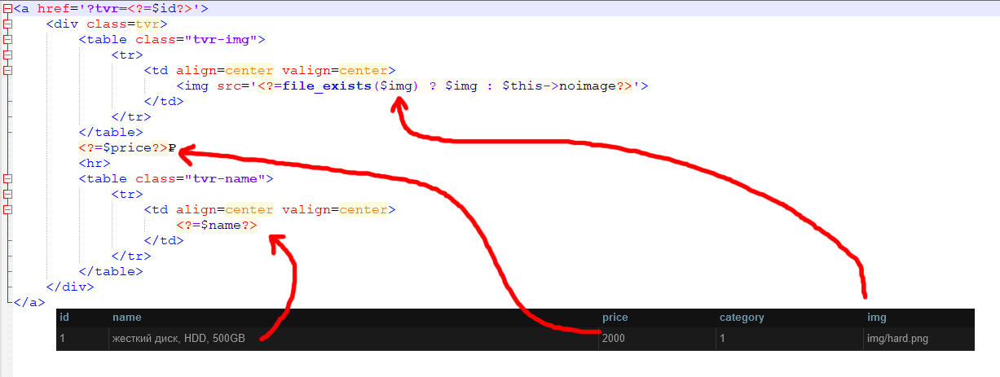 <a href='?tvr=<?=$id?>'>
<div class=tvr>
<table class="tvr-img">
<tr>
<td align=center valign=center>
<img src='<?=file_exists($img) ? $img : $this->noimage?>'>
</td>
</tr>
</table>
<?=$price?>₽
<hr>
<table class="tvr-name">
<tr>
<td align=center valign=center>
<?=$name?>
</td>
</tr>
</table>
</div>
</a>
id name price category img
1 жесткий диск, HDD, 500GB 2000 1 img/hard.png